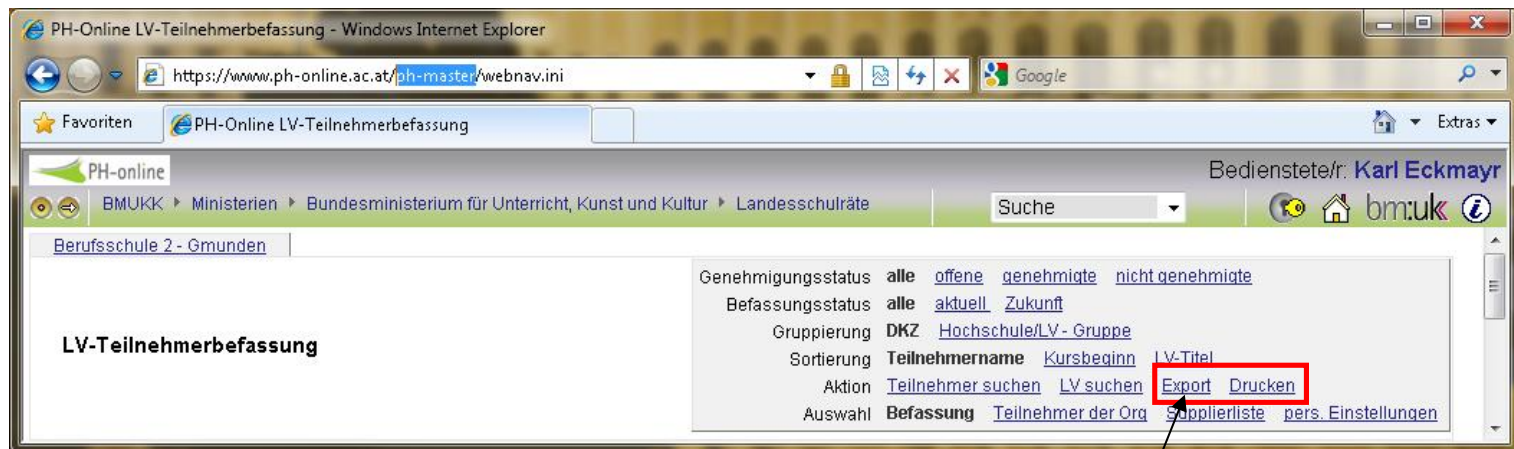 PH-Online LV-Teilnehmerbefassung - Windows Internet Explorer
https://www.ph-online.ac.at/ph-master/webnav.ini
Google
Favoriten
PH-Online LV-Teilnehmerbefassung
Extras
PH-online
Bedienstete/r: Karl Eckmayr
BMUKK Ministerien Bundesministerium für Unterricht, Kunst und Kultur Landesschulräte
Suche
bm:uk
Berufsschule 2 - Gmunden
LV-Teilnehmerbefassung
Genehmigungsstatus alle offene genehmigte nicht genehmigte
Befassungsstatus alle aktuell Zukunft
Gruppierung DKZ Hochschule/LV - Gruppe
Sortierung Teilnehmername Kursbeginn LV-Titel
Aktion Teilnehmer suchen LV suchen Export Drucken
Auswahl Befassung Teilnehmer der Org Supplierliste pers. Einstellungen